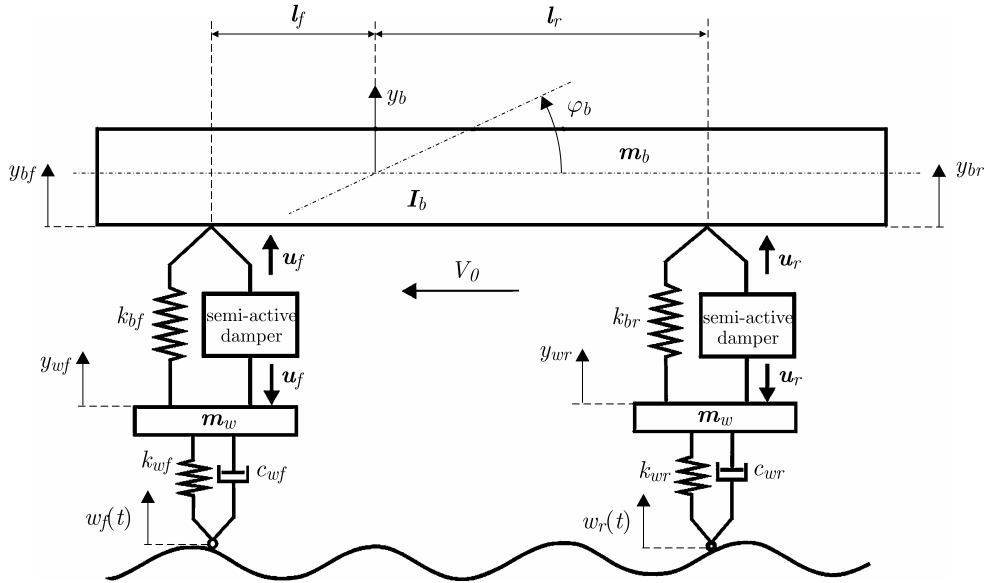 l_f
l_r
y_b
φ_b
m_b
y_bf
y_br
I_b
u_f
u_r
V_0
k_bf
semi-active
damper
k_br
semi-active
damper
y_wf
u_f
y_wr
u_r
m_w
m_w
k_wf
c_wf
k_wr
c_wr
w_f(t)
w_r(t)